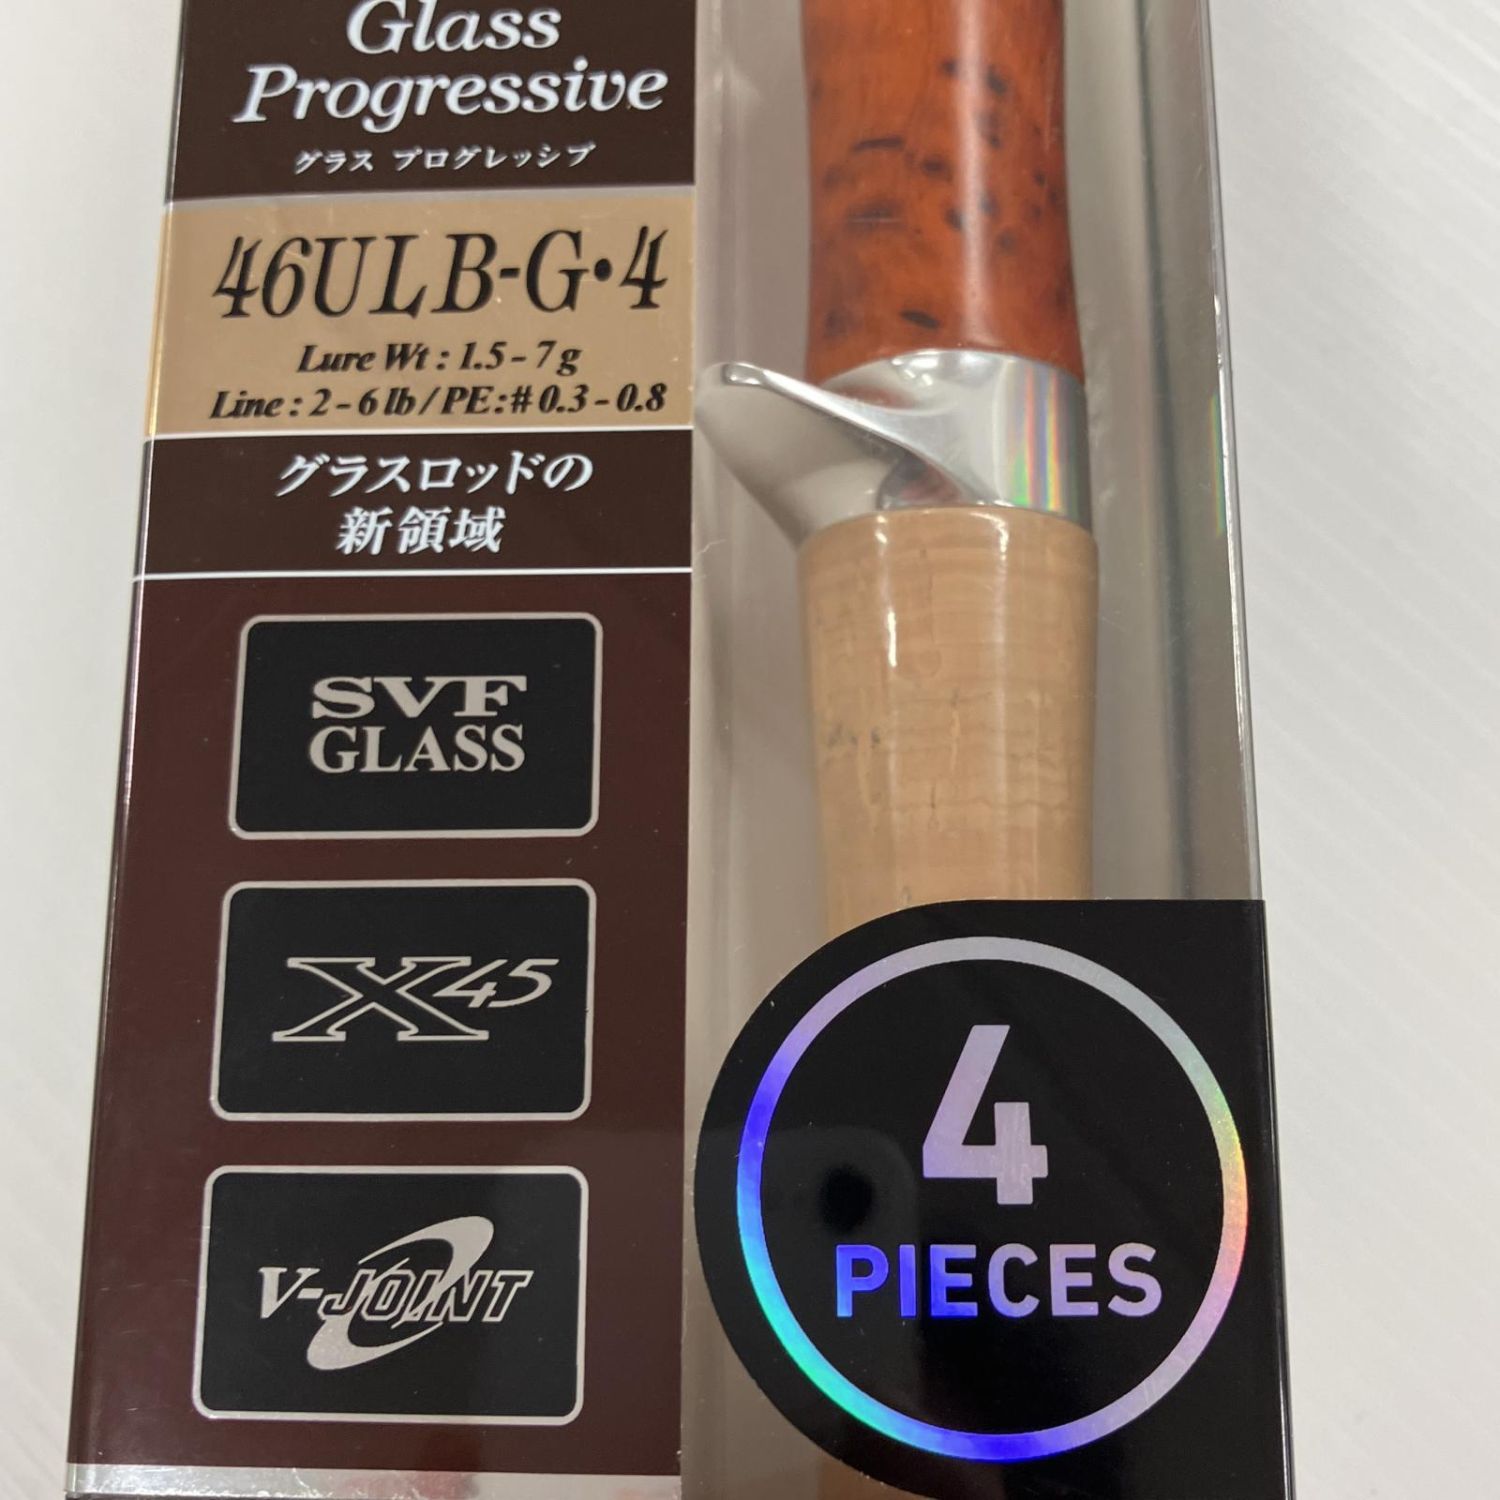 Glass
Progressive
グラス プログレッシブ
46ULB-G・4
Lure Wt : 1.5 - 7 g
Line : 2 - 6 lb / PE : # 0.3 - 0.8
グラスロッドの
新領域
SVF
GLASS
X45
V-JOINT
4
PIECES